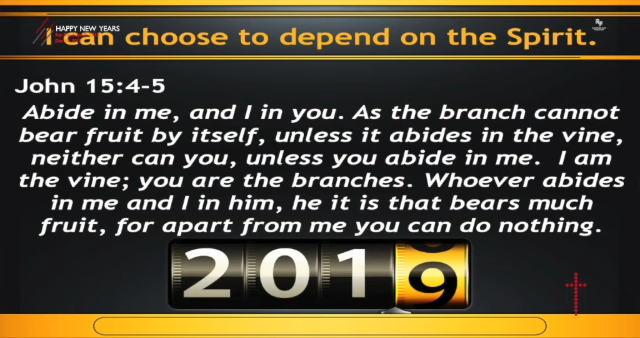 HAPPY NEW YEARS
I can choose to depend on the Spirit.
John 15:4-5
Abide in me, and I in you. As the branch cannot
bear fruit by itself, unless it abides in the vine,
neither can you, unless you abide in me.  I am
the vine; you are the branches. Whoever abides
in me and I in him, he it is that bears much
fruit, for apart from me you can do nothing.
2019